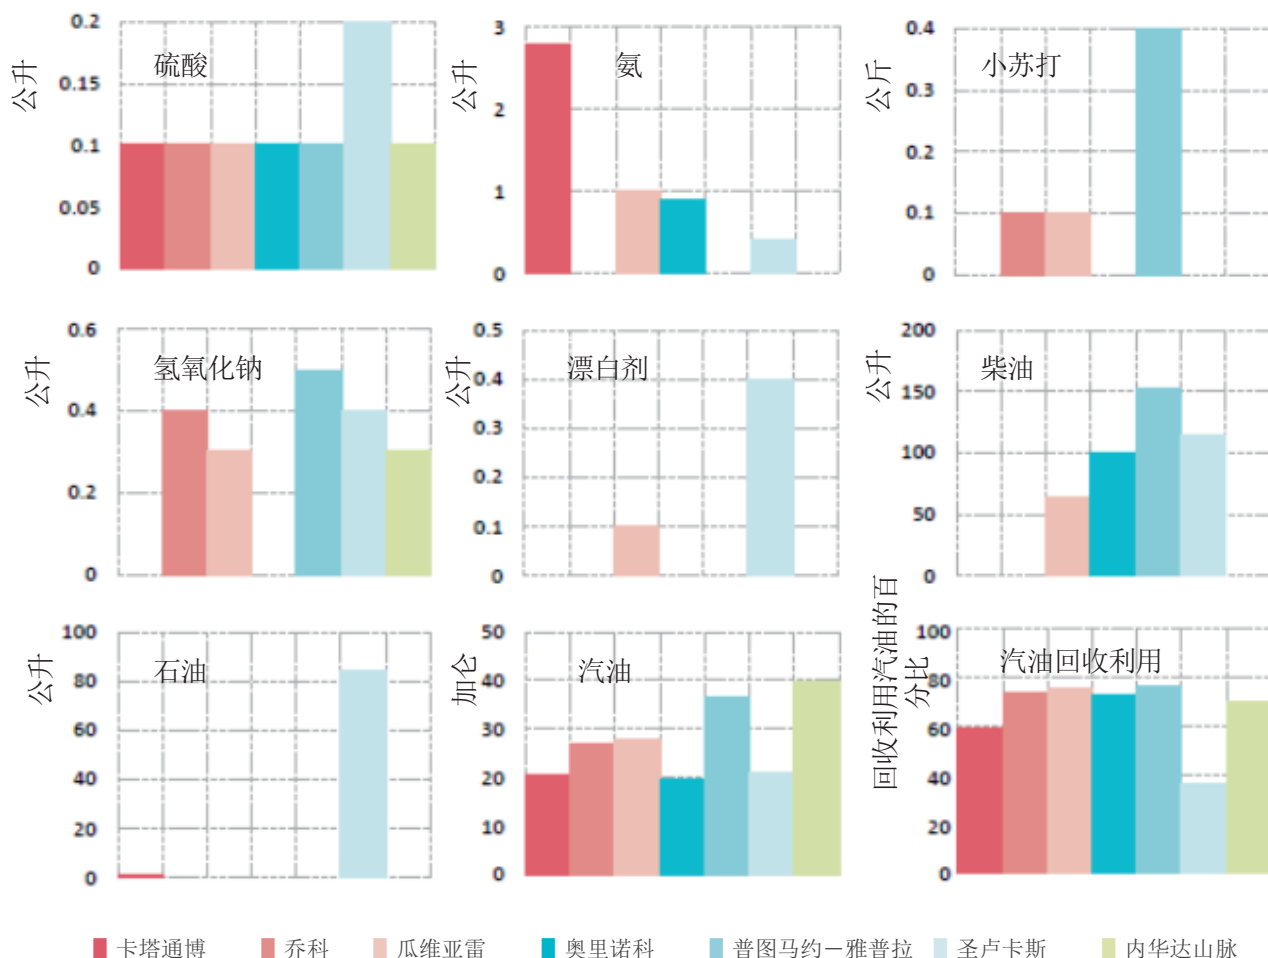 公升
硫酸
0.2
0.15
0.1
0.05
0
公升
氨
3
2
1
0
公斤
小苏打
0.4
0.3
0.2
0.1
0
公升
氢氧化钠
0.6
0.4
0.2
0
公升
漂白剂
0.5
0.4
0.3
0.2
0.1
0
公升
柴油
200
150
100
50
0
公升
石油
100
80
60
40
20
0
加仑
汽油
50
40
30
20
10
0
回收利用汽油的百
分比
汽油回收利用
100
80
60
40
20
0
卡塔通博 乔科 瓜维亚雷 奥里诺科 普图马约－雅普拉 圣卢卡斯 内华达山脉